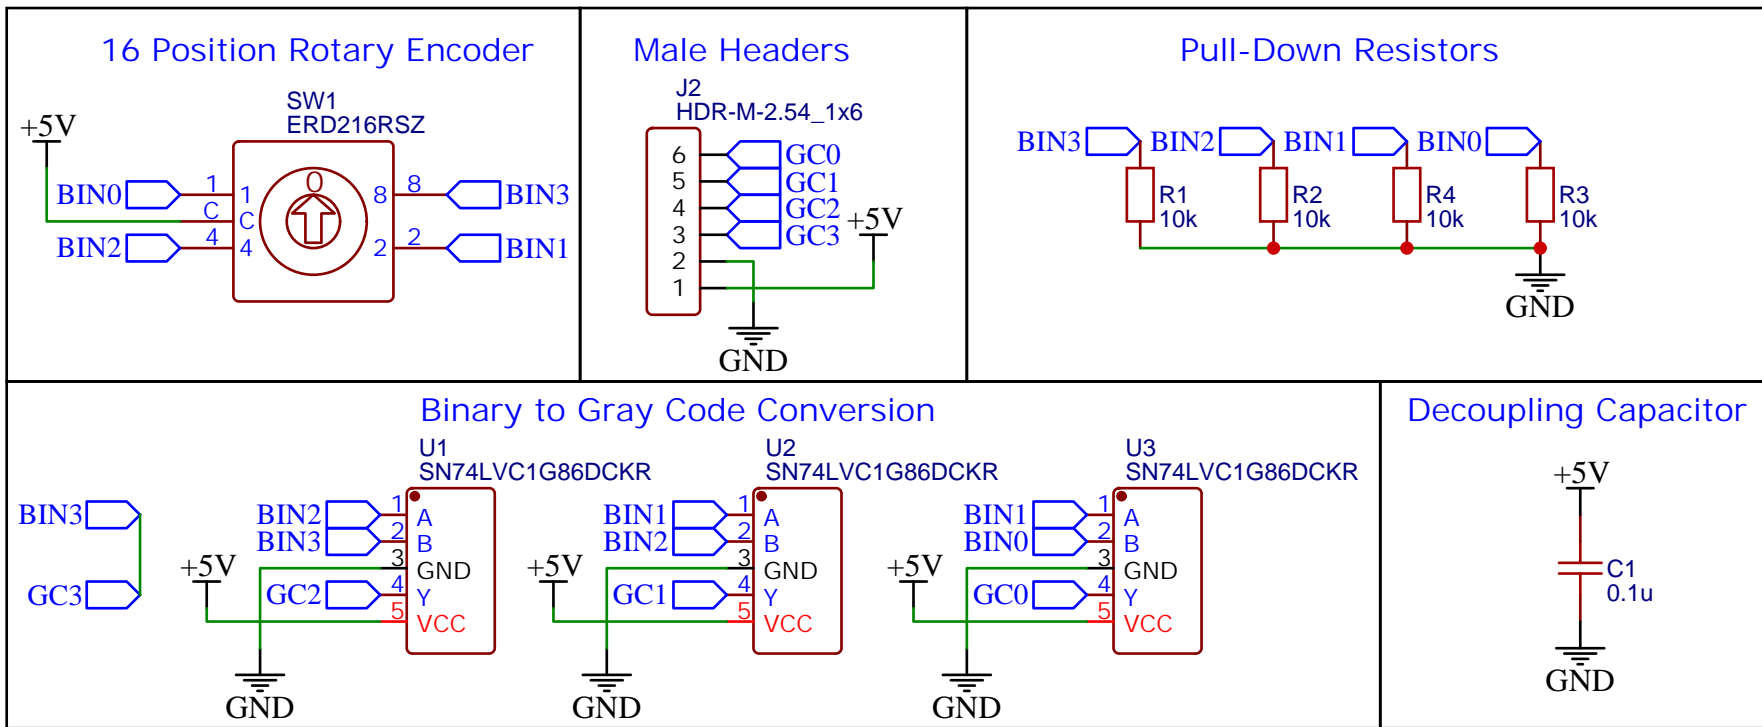 16 Position Rotary Encoder
SW1
ERD216RSZ
+5V
BIN0 1 1 0 8 8 BIN3
C C
BIN2 4 4 2 2 BIN1
Male Headers
J2
HDR-M-2.54_1x6
6 GC0
5 GC1
4 GC2
3 GC3 +5V
2
1
GND
Pull-Down Resistors
BIN3 BIN2 BIN1 BIN0
R1 R2 R4 R3
10k 10k 10k 10k
GND
Binary to Gray Code Conversion
BIN3
GC3
U1
SN74LVC1G86DCKR
BIN2 1 A
BIN3 2 B
+5V 3 GND
GC2 4 Y
5 VCC
GND
U2
SN74LVC1G86DCKR
BIN1 1 A
BIN2 2 B
+5V 3 GND
GC1 4 Y
5 VCC
GND
U3
SN74LVC1G86DCKR
BIN1 1 A
BIN0 2 B
+5V 3 GND
GC0 4 Y
5 VCC
GND
Decoupling Capacitor
+5V
C1
0.1u
GND